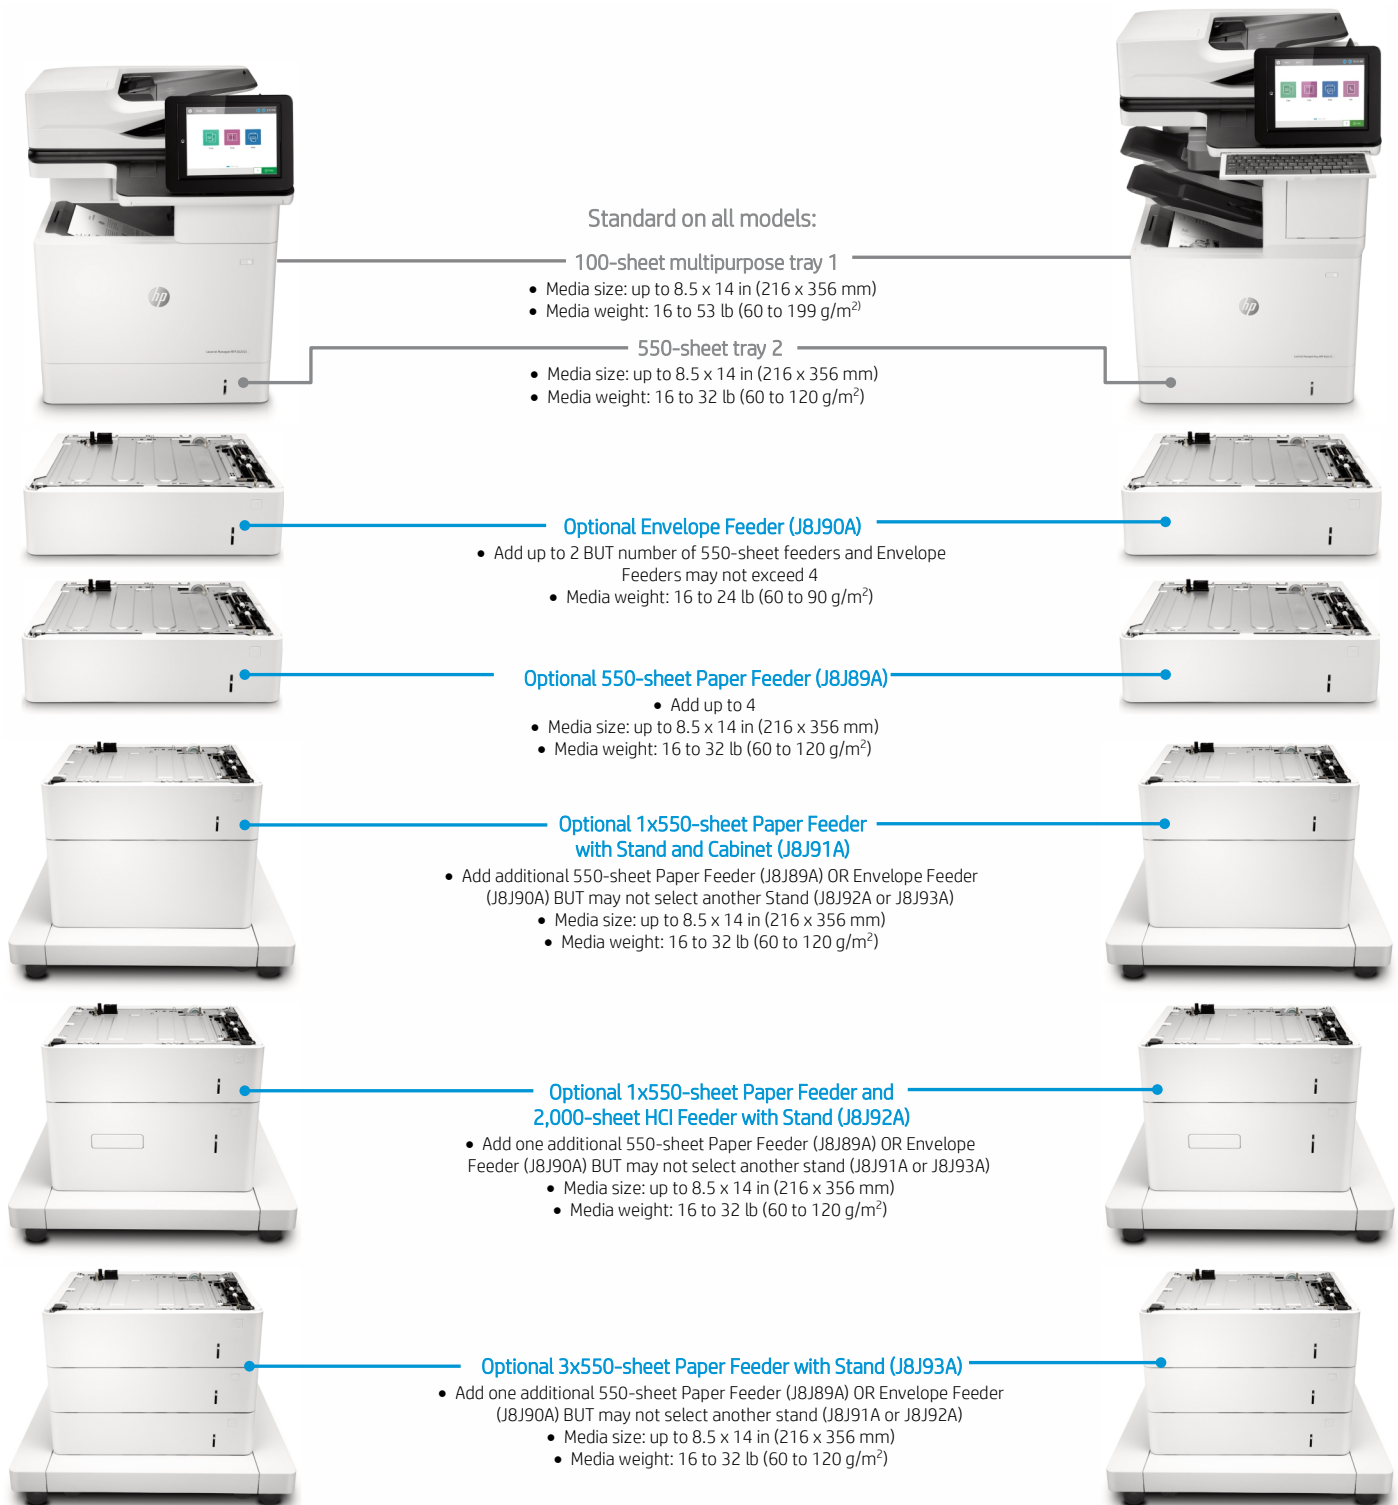 Standard on all models:
100-sheet multipurpose tray 1
• Media size: up to 8.5 x 14 in (216 x 356 mm)
• Media weight: 16 to 53 lb (60 to 199 g/m²⁾
550-sheet tray 2
• Media size: up to 8.5 x 14 in (216 x 356 mm)
• Media weight: 16 to 32 lb (60 to 120 g/m²)
hp
hp
Optional Envelope Feeder (J8J90A)
• Add up to 2 BUT number of 550-sheet feeders and Envelope
Feeders may not exceed 4
• Media weight: 16 to 24 lb (60 to 90 g/m²)
Optional 550-sheet Paper Feeder (J8J89A)
• Add up to 4
• Media size: up to 8.5 x 14 in (216 x 356 mm)
• Media weight: 16 to 32 lb (60 to 120 g/m²)
Optional 1x550-sheet Paper Feeder
with Stand and Cabinet (J8J91A)
• Add additional 550-sheet Paper Feeder (J8J89A) OR Envelope Feeder
(J8J90A) BUT may not select another Stand (J8J92A or J8J93A)
• Media size: up to 8.5 x 14 in (216 x 356 mm)
• Media weight: 16 to 32 lb (60 to 120 g/m²)
Optional 1x550-sheet Paper Feeder and
2,000-sheet HCI Feeder with Stand (J8J92A)
• Add one additional 550-sheet Paper Feeder (J8J89A) OR Envelope
Feeder (J8J90A) BUT may not select another stand (J8J91A or J8J93A)
• Media size: up to 8.5 x 14 in (216 x 356 mm)
• Media weight: 16 to 32 lb (60 to 120 g/m²)
Optional 3x550-sheet Paper Feeder with Stand (J8J93A)
• Add one additional 550-sheet Paper Feeder (J8J89A) OR Envelope Feeder
(J8J90A) BUT may not select another stand (J8J91A or J8J92A)
• Media size: up to 8.5 x 14 in (216 x 356 mm)
• Media weight: 16 to 32 lb (60 to 120 g/m²)